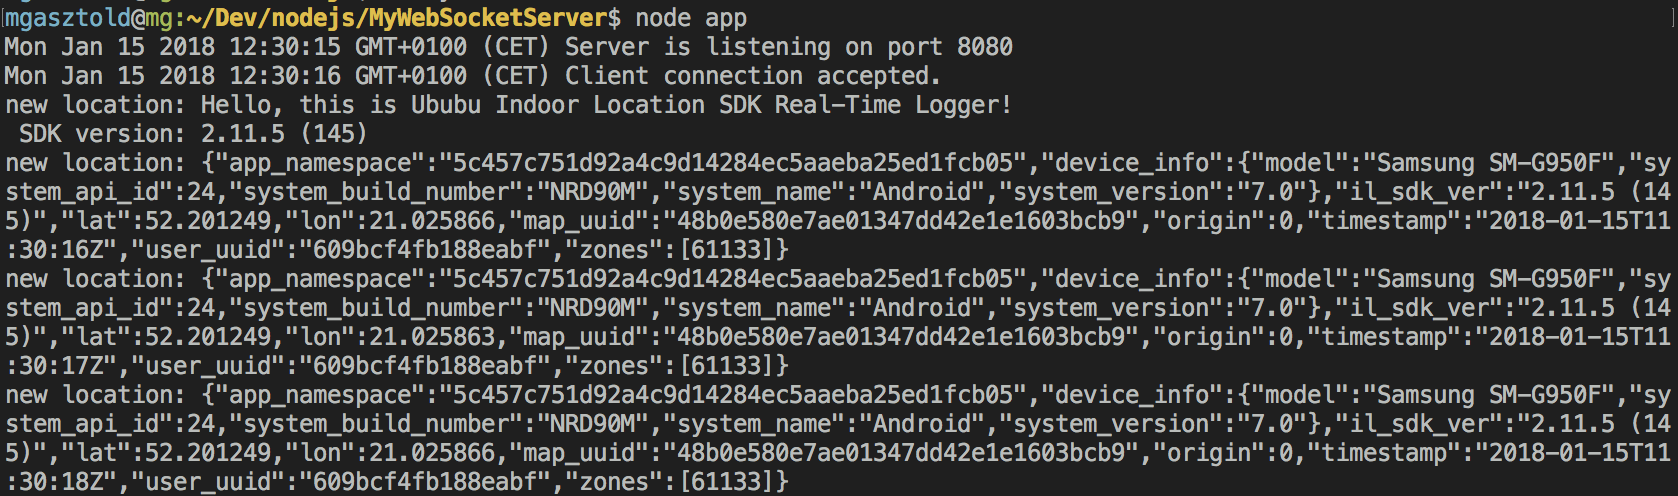 mgasztold@mg:~/Dev/nodejs/MyWebSocketServer$ node app
Mon Jan 15 2018 12:30:15 GMT+0100 (CET) Server is listening on port 8080
Mon Jan 15 2018 12:30:16 GMT+0100 (CET) Client connection accepted.
new location: Hello, this is Ububu Indoor Location SDK Real-Time Logger!
 SDK version: 2.11.5 (145)
new location: {"app_namespace":"5c457c751d92a4c9d14284ec5aaeba25ed1fcb05","device_info":{"model":"Samsung SM-G950F","sy
stem_api_id":24,"system_build_number":"NRD90M","system_name":"Android","system_version":"7.0"},"il_sdk_ver":"2.11.5 (14
5)","lat":52.201249,"lon":21.025866,"map_uuid":"48b0e580e7ae01347dd42e1e1603bcb9","origin":0,"timestamp":"2018-01-15T11
:30:16Z","user_uuid":"609bcf4fb188eabf","zones":[61133]}
new location: {"app_namespace":"5c457c751d92a4c9d14284ec5aaeba25ed1fcb05","device_info":{"model":"Samsung SM-G950F","sy
stem_api_id":24,"system_build_number":"NRD90M","system_name":"Android","system_version":"7.0"},"il_sdk_ver":"2.11.5 (14
5)","lat":52.201249,"lon":21.025863,"map_uuid":"48b0e580e7ae01347dd42e1e1603bcb9","origin":0,"timestamp":"2018-01-15T11
:30:17Z","user_uuid":"609bcf4fb188eabf","zones":[61133]}
new location: {"app_namespace":"5c457c751d92a4c9d14284ec5aaeba25ed1fcb05","device_info":{"model":"Samsung SM-G950F","sy
stem_api_id":24,"system_build_number":"NRD90M","system_name":"Android","system_version":"7.0"},"il_sdk_ver":"2.11.5 (14
5)","lat":52.201249,"lon":21.025866,"map_uuid":"48b0e580e7ae01347dd42e1e1603bcb9","origin":0,"timestamp":"2018-01-15T11
:30:18Z","user_uuid":"609bcf4fb188eabf","zones":[61133]}